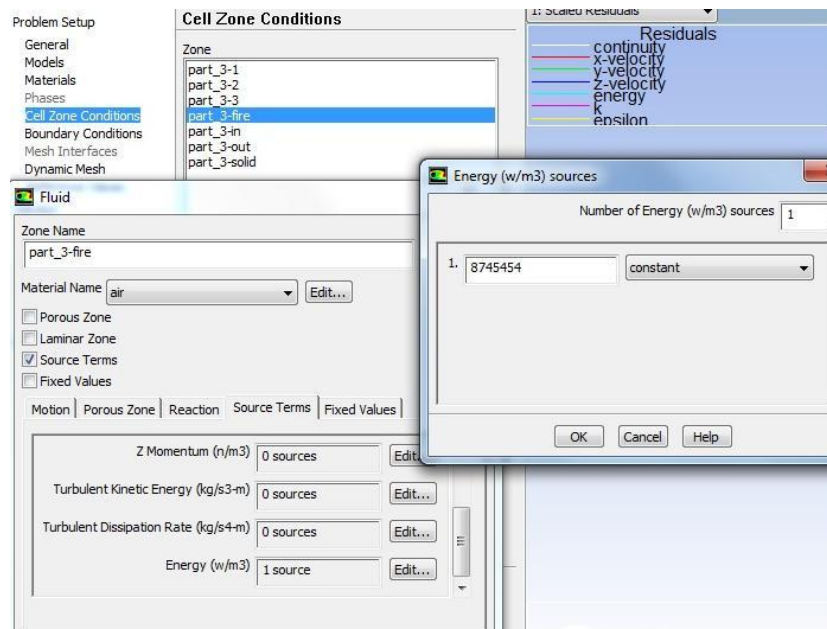 Problem Setup
General
Models
Materials
Phases
Cell Zone Conditions
Boundary Conditions
Mesh Interfaces
Dynamic Mesh
Cell Zone Conditions
Zone
part_3-1
part_3-2
part_3-3
part_3-fire
part_3-in
part_3-out
part_3-solid
1: Scaled Residuals
Residuals
continuity
x-velocity
y-velocity
z-velocity
energy
k
epsilon
Fluid
Zone Name
part_3-fire
Material Name air Edit...
Porous Zone
Laminar Zone
Source Terms
Fixed Values
Motion Porous Zone Reaction Source Terms Fixed Values
Z Momentum (n/m3) 0 sources Edit...
Turbulent Kinetic Energy (kg/s3-m) 0 sources Edit...
Turbulent Dissipation Rate (kg/s4-m) 0 sources Edit...
Energy (w/m3) 1 source Edit...
Energy (w/m3) sources
Number of Energy (w/m3) sources 1
1. 8745454 constant
OK Cancel Help